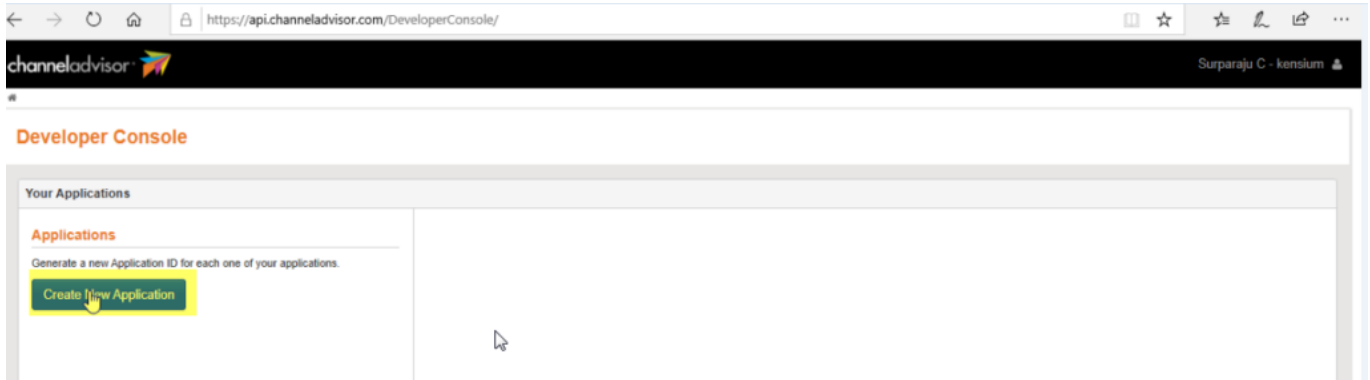 https://api.channeladvisor.com/DeveloperConsole/
channeladvisor
Surparaju C - kensium
Developer Console
Your Applications
Applications
Generate a new Application ID for each one of your applications.
Create New Application